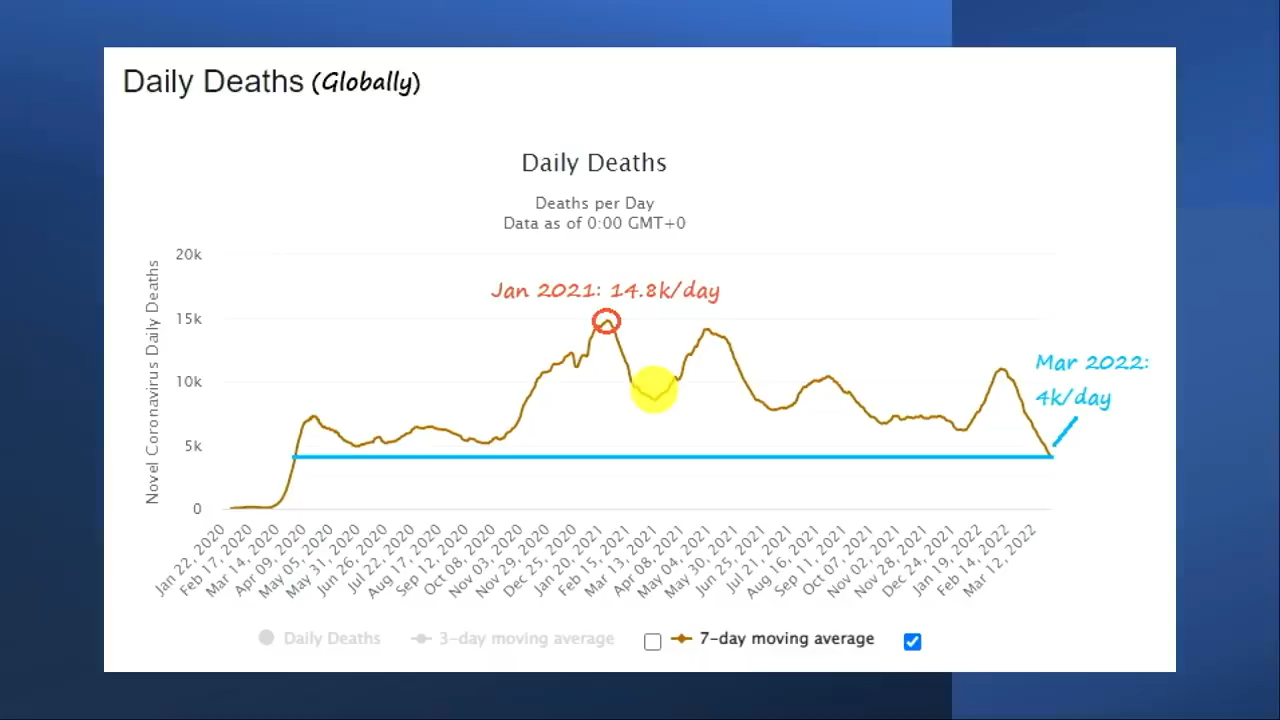 Daily Deaths (Globally)
Daily Deaths
Deaths per Day
Data as of 0:00 GMT+0
Novel Coronavirus Daily Deaths
20k
15k
10k
5k
0
Jan 2021: 14.8k/day
Mar 2022:
4k/day
Jan 22, 2020
Feb 17, 2020
Mar 14, 2020
Apr 09, 2020
May 05, 2020
May 31, 2020
Jun 26, 2020
Jul 22, 2020
Aug 17, 2020
Sep 12, 2020
Oct 08, 2020
Nov 03, 2020
Nov 29, 2020
Dec 25, 2020
Jan 20, 2021
Feb 15, 2021
Mar 13, 2021
Apr 08, 2021
May 04, 2021
May 30, 2021
Jun 25, 2021
Jul 21, 2021
Aug 16, 2021
Sep 11, 2021
Oct 07, 2021
Nov 02, 2021
Nov 28, 2021
Dec 24, 2021
Jan 19, 2022
Feb 14, 2022
Mar 12, 2022
Daily Deaths 3-day moving average 7-day moving average